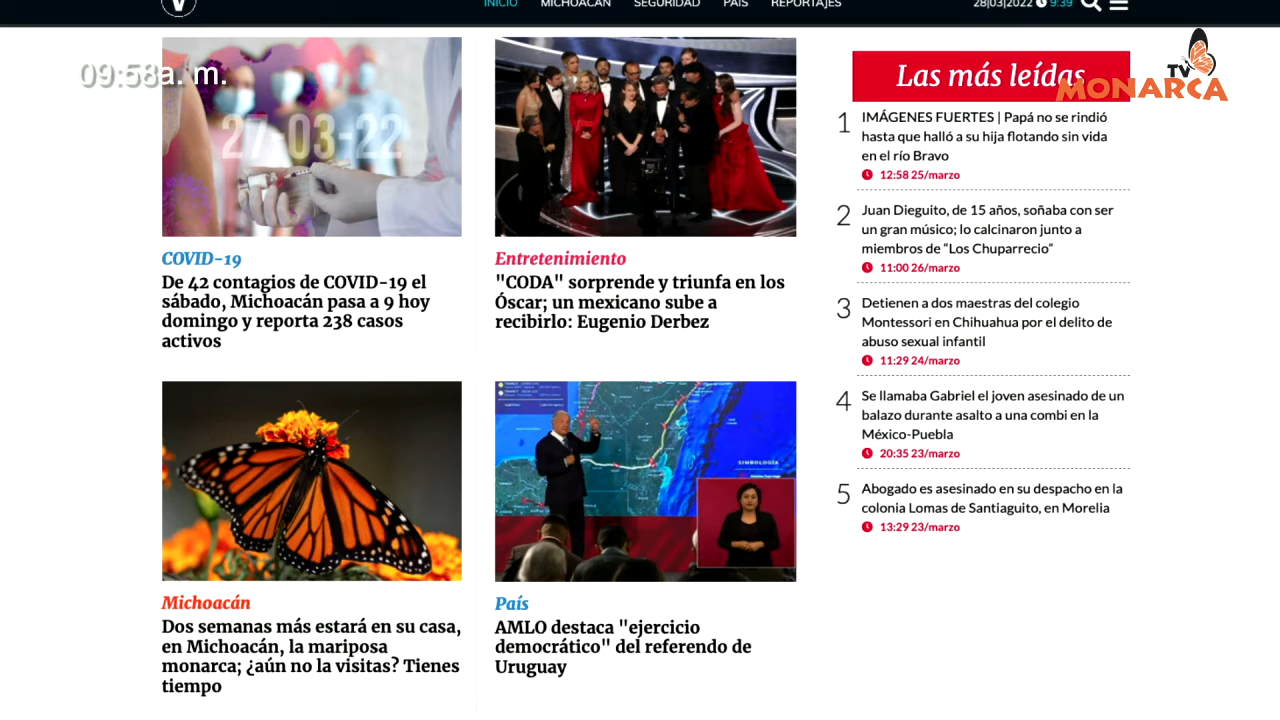 V
INICIO MICHOACÁN SEGURIDAD PAÍS REPORTAJES 28|03|2022 9:39
09:58a. m.
27-03-22
COVID-19
De 42 contagios de COVID-19 el
sábado, Michoacán pasa a 9 hoy
domingo y reporta 238 casos
activos
Entretenimiento
"CODA" sorprende y triunfa en los
Óscar; un mexicano sube a
recibirlo: Eugenio Derbez
Michoacán
Dos semanas más estará en su casa,
en Michoacán, la mariposa
monarca; ¿aún no la visitas? Tienes
tiempo
SIMBOLOGÍA
País
AMLO destaca "ejercicio
democrático" del referendo de
Uruguay
Las más leídas
TV
MONARCA
1 IMÁGENES FUERTES | Papá no se rindió
hasta que halló a su hija flotando sin vida
en el río Bravo
12:58 25/marzo
2 Juan Dieguito, de 15 años, soñaba con ser
un gran músico; lo calcinaron junto a
miembros de “Los Chuparrecio”
11:00 26/marzo
3 Detienen a dos maestras del colegio
Montessori en Chihuahua por el delito de
abuso sexual infantil
11:29 24/marzo
4 Se llamaba Gabriel el joven asesinado de un
balazo durante asalto a una combi en la
México-Puebla
20:35 23/marzo
5 Abogado es asesinado en su despacho en la
colonia Lomas de Santiaguito, en Morelia
13:29 23/marzo